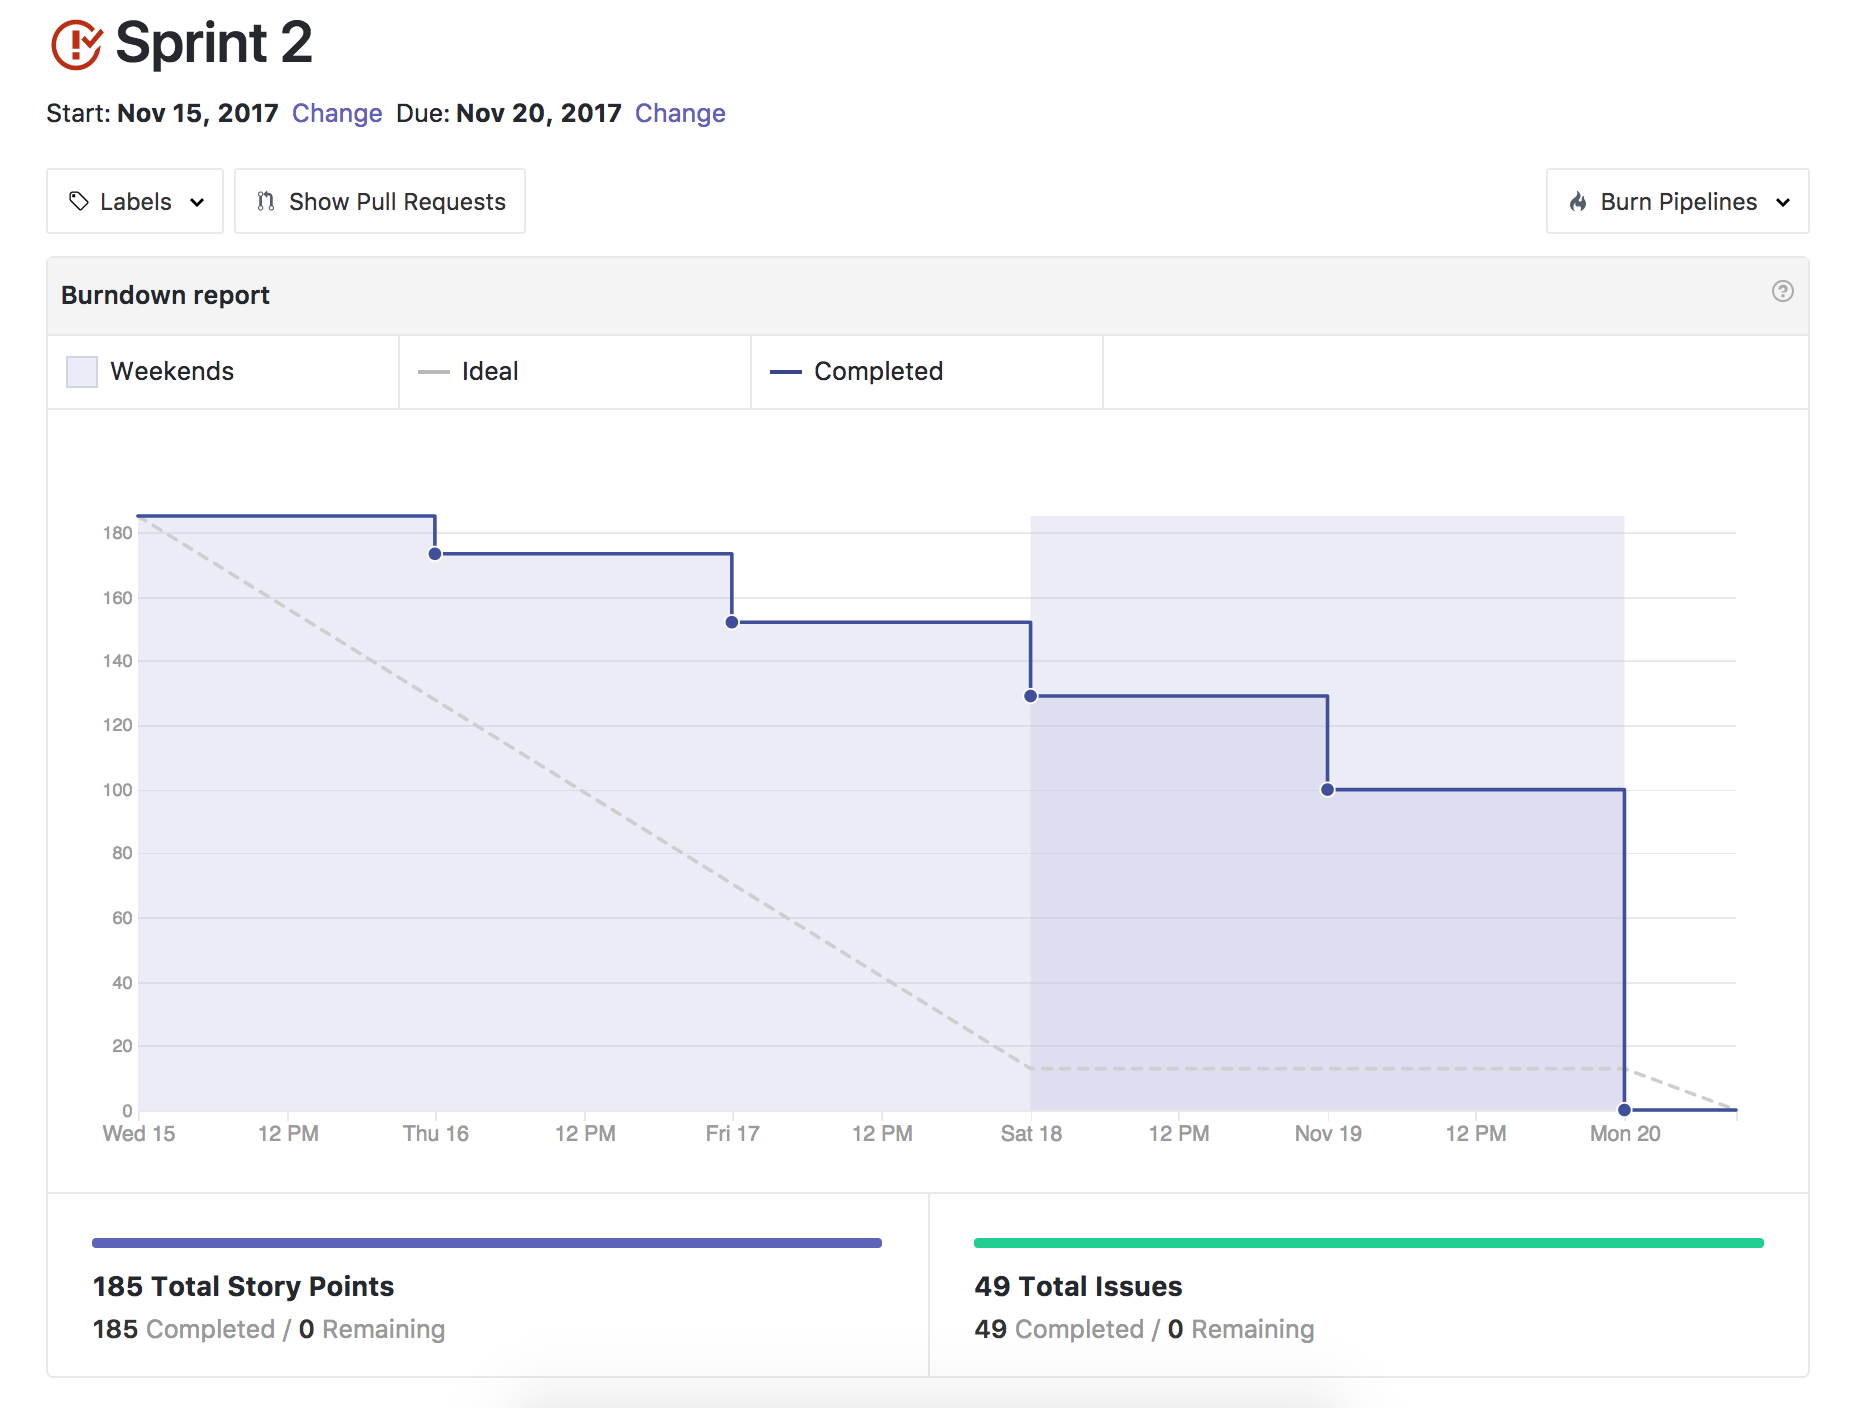 Sprint 2
Start: Nov 15, 2017 Change Due: Nov 20, 2017 Change
Labels Show Pull Requests Burn Pipelines
Burndown report ?
Weekends Ideal Completed
180
160
140
120
100
80
60
40
20
0
Wed 15 12 PM Thu 16 12 PM Fri 17 12 PM Sat 18 12 PM Nov 19 12 PM Mon 20
185 Total Story Points
185 Completed / 0 Remaining
49 Total Issues
49 Completed / 0 Remaining